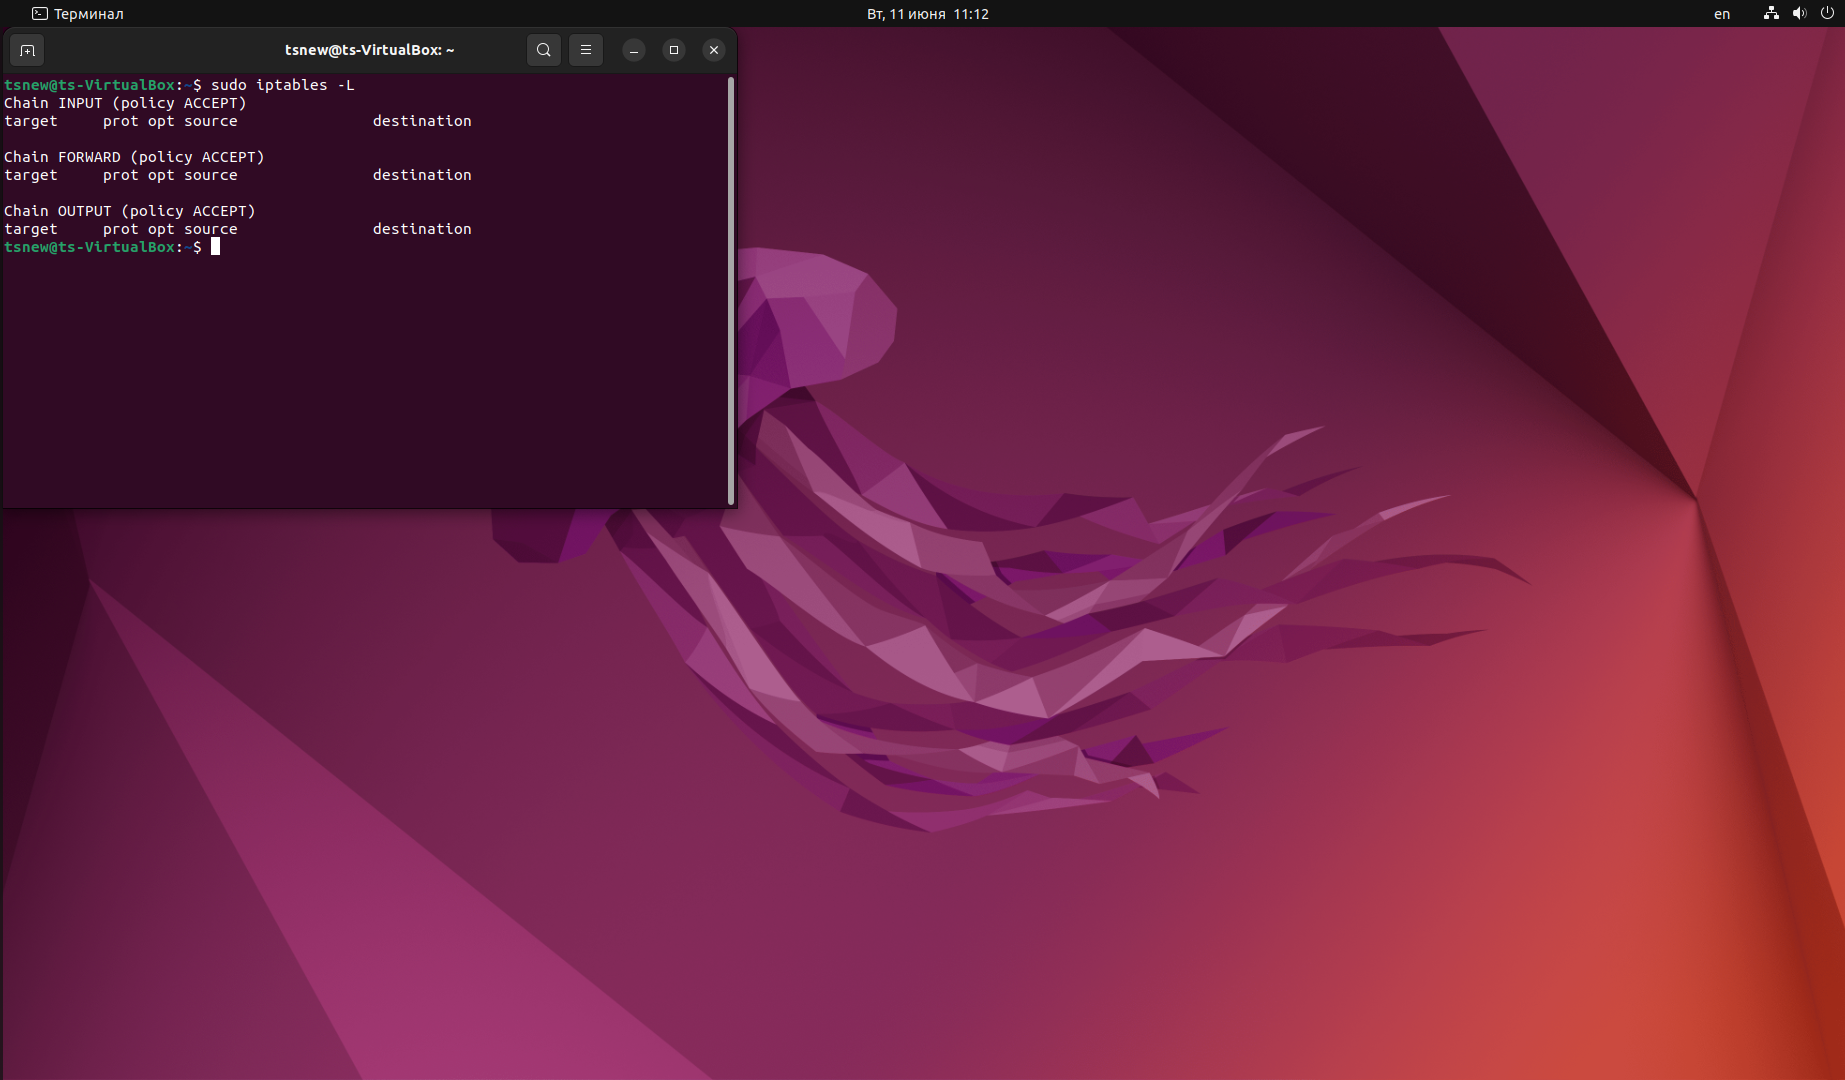 Терминал
Вт, 11 июня 11:12
en
tsnew@ts-VirtualBox: ~
tsnew@ts-VirtualBox:~$ sudo iptables -L
Chain INPUT (policy ACCEPT)
target     prot opt source               destination

Chain FORWARD (policy ACCEPT)
target     prot opt source               destination

Chain OUTPUT (policy ACCEPT)
target     prot opt source               destination
tsnew@ts-VirtualBox:~$